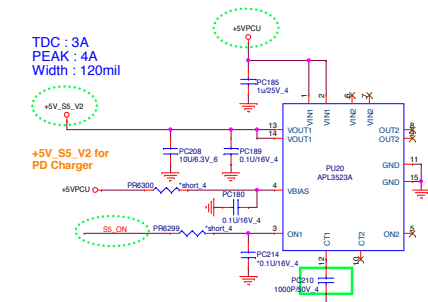 +5VPCU
TDC : 3A
PEAK : 4A
Width : 120mil
PC185
1u/25V_4
+5V_S5_V2
1
2
6
7
VIN1
VIN1
VIN2
VIN2
13
14
VOUT1
VOUT1
OUT2
OUT2
8
PC208
10U/6.3V_6
PC189
0.1U/16V_4
+5V_S5_V2 for
PD Charger
GND
GND
11
15
PU20
APL3523A
+5VPCU
PR6300
*short_4
4
VBIAS
PC180
0.1U/16V_4
S5_ON
PR6299
*short_4
3
ON1
ON2
5
CT1
CT2
PC214
*0.1U/16V_4
12
10
PC210
1000P/50V_4